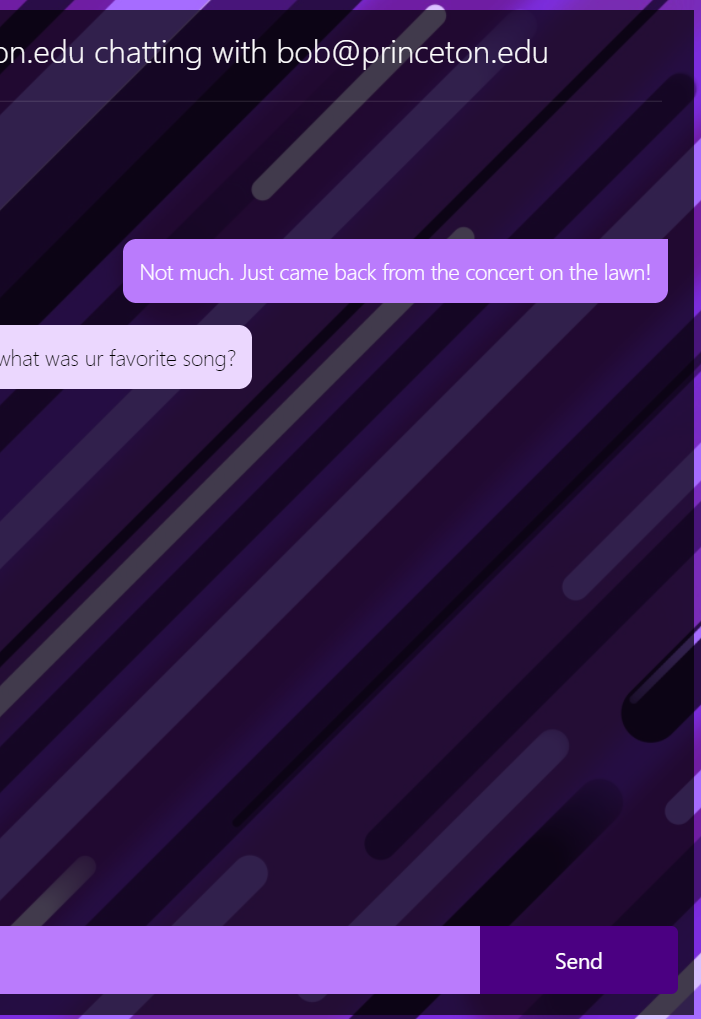 on.edu chatting with bob@princeton.edu
Not much. Just came back from the concert on the lawn!
what was ur favorite song?
Send